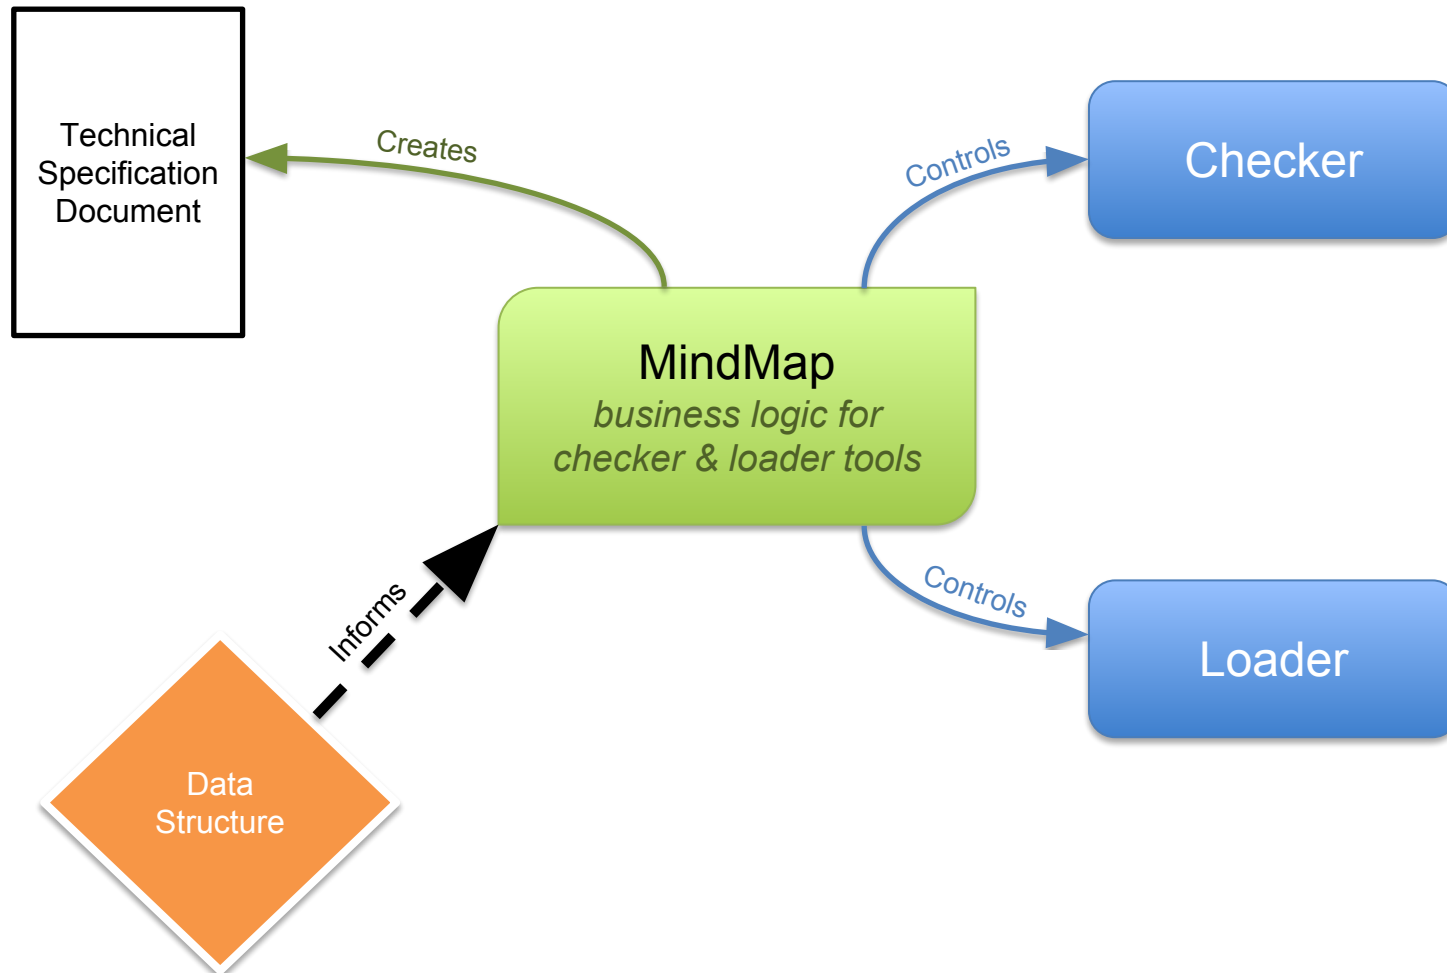 Technical
Specification
Document
Creates
Controls
Checker
MindMap
business logic for
checker & loader tools
Informs
Controls
Loader
Data
Structure